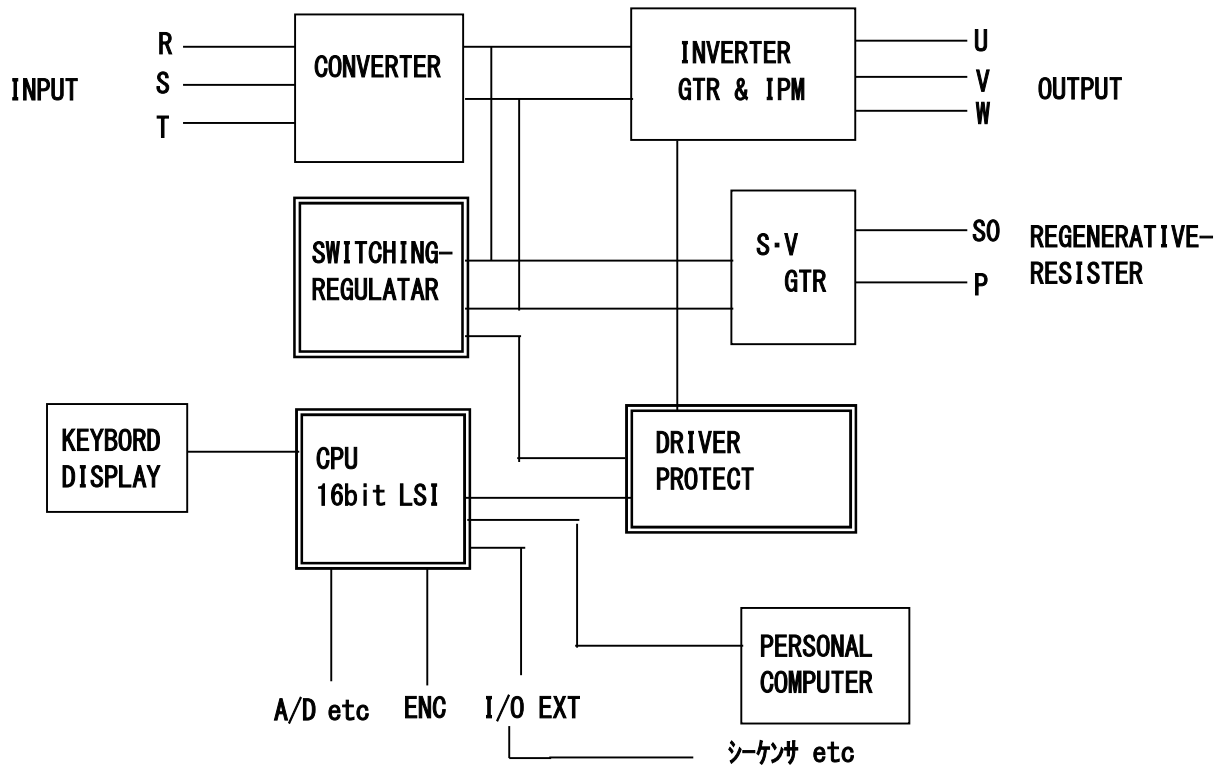 R
CONVERTER
INVERTER
GTR & IPM
U
INPUT
S
V
OUTPUT
T
W
SWITCHING-
REGULATAR
S·V
GTR
SO
P
REGENERATIVE-
RESISTER
KEYBORD
DISPLAY
CPU
16bit LSI
DRIVER
PROTECT
PERSONAL
COMPUTER
A/D etc
ENC
I/O EXT
シーケンサ etc